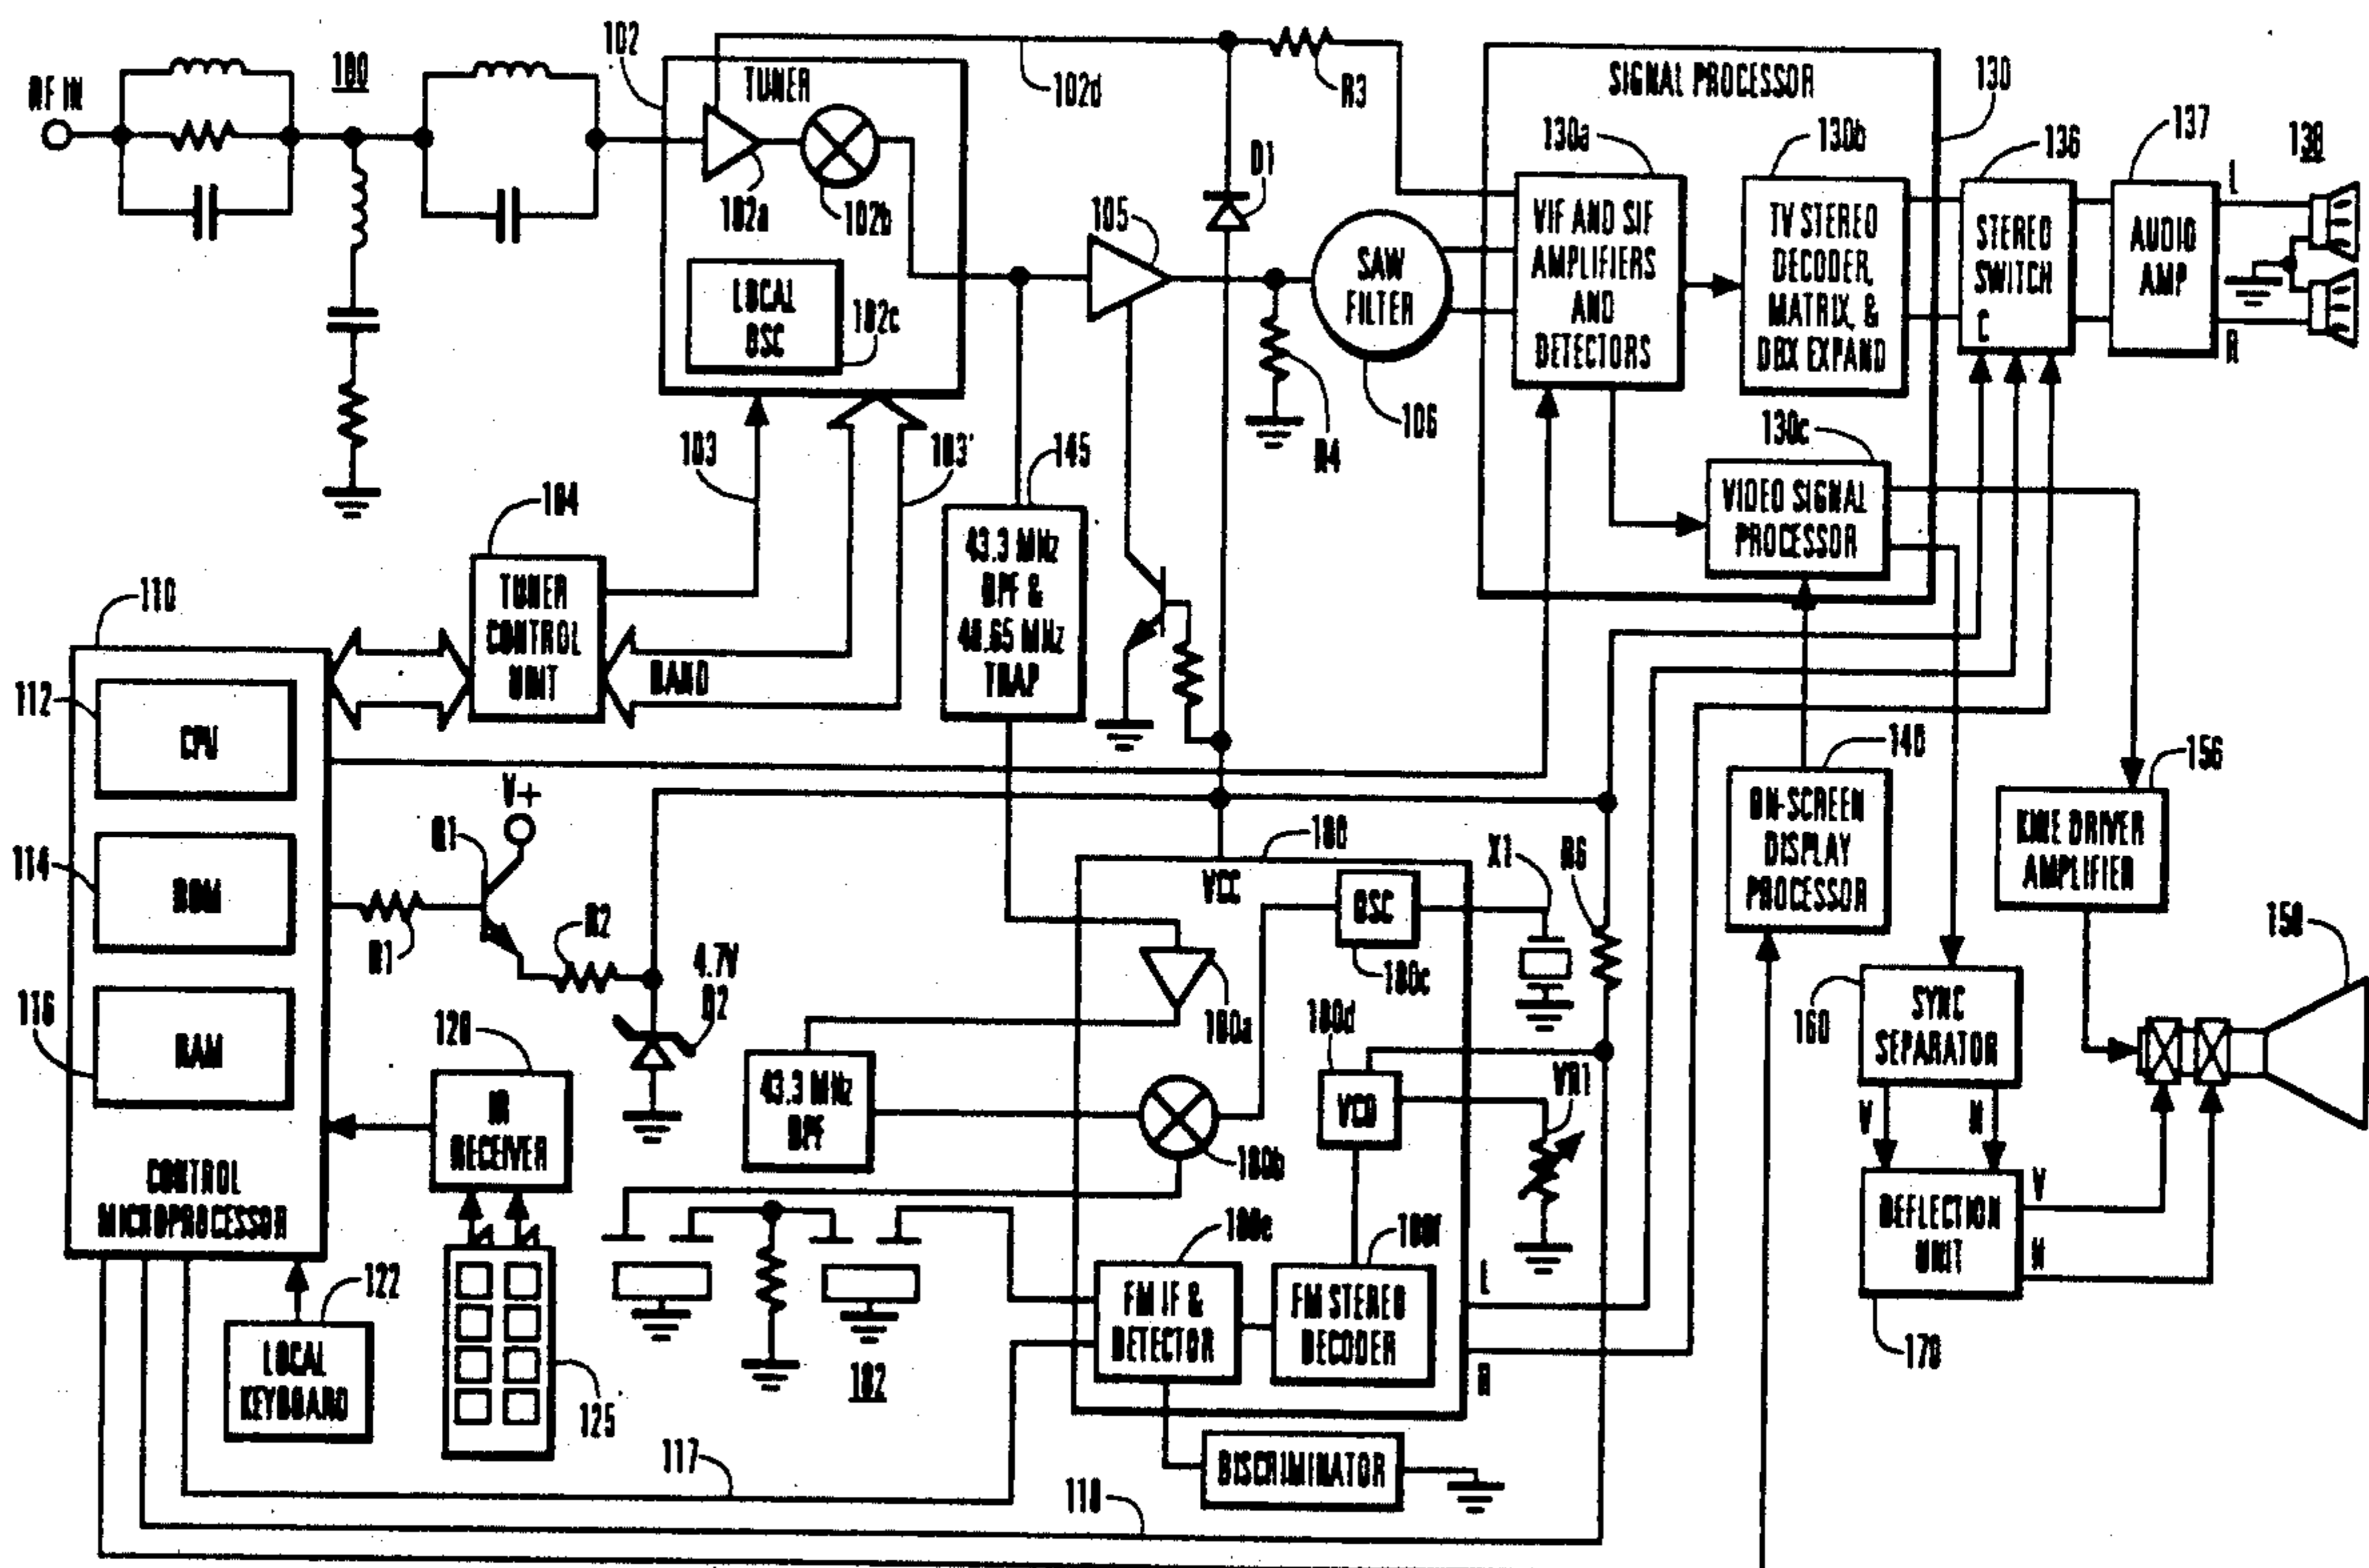 RF IN
100
102
TUNER
102a
102b
LOCAL
OSC
102c
102d
R3
D1
105
SAW
FILTER
106
R4
SIGNAL PROCESSOR
130
130a
VIF AND SIF
AMPLIFIERS
AND
DETECTORS
130b
TV STEREO
DECODER,
MATRIX, &
DBX EXPAND
130c
VIDEO SIGNAL
PROCESSOR
136
STEREO
SWITCH
C
137
AUDIO
AMP
L
R
138
103
103'
104
TUNER
CONTROL
UNIT
BAND
145
43.3 MHz
BPF &
40.65 MHz
TRAP
110
112
CPU
114
ROM
116
RAM
CONTROL
MICROPROCESSOR
V+
Q1
R1
R2
4.7V
D2
120
IR
RECEIVER
122
LOCAL
KEYBOARD
125
43.3 MHz
BPF
180
VCC
OSC
180c
X1
R6
180a
180d
VCO
VR1
180b
180e
FM IF &
DETECTOR
180f
FM STEREO
DECODER
L
R
182
DISCRIMINATOR
117
118
140
ON-SCREEN
DISPLAY
PROCESSOR
156
KINE DRIVER
AMPLIFIER
158
160
SYNC
SEPARATOR
V
H
DEFLECTION
UNIT
V
H
170